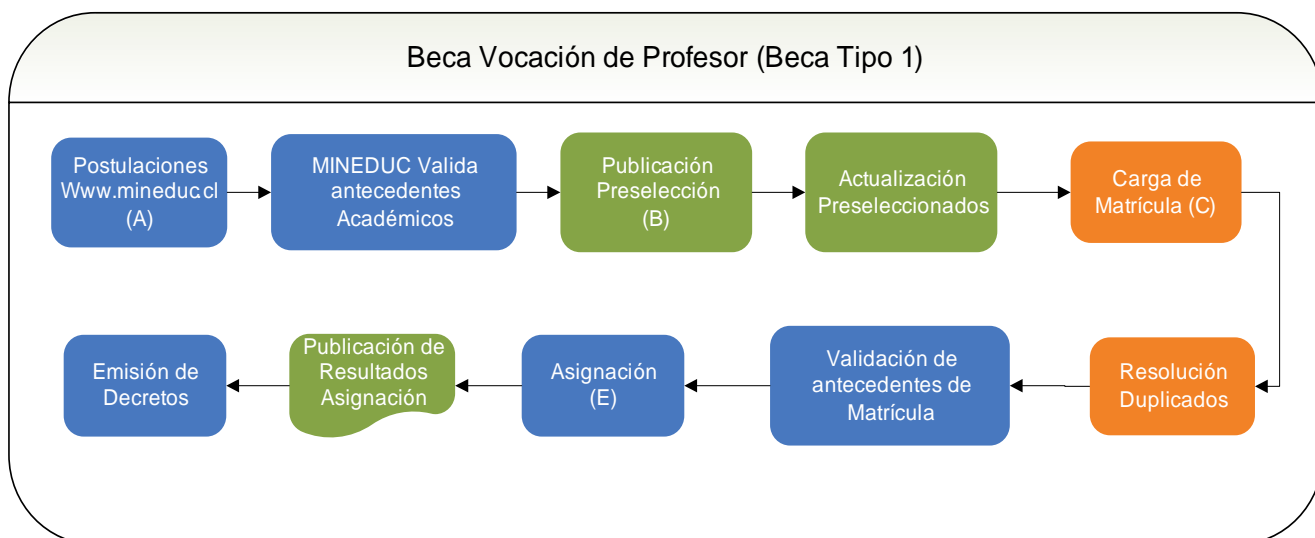 Beca Vocación de Profesor (Beca Tipo 1)
Postulaciones
Www.mineduc.cl
(A)
MINEDUC Valida
antecedentes
Académicos
Publicación
Preselección
(B)
Actualización
Preseleccionados
Carga de
Matrícula (C)
Resolución
Duplicados
Validación de
antecedentes de
Matrícula
Asignación
(E)
Publicación de
Resultados
Asignación
Emisión de
Decretos